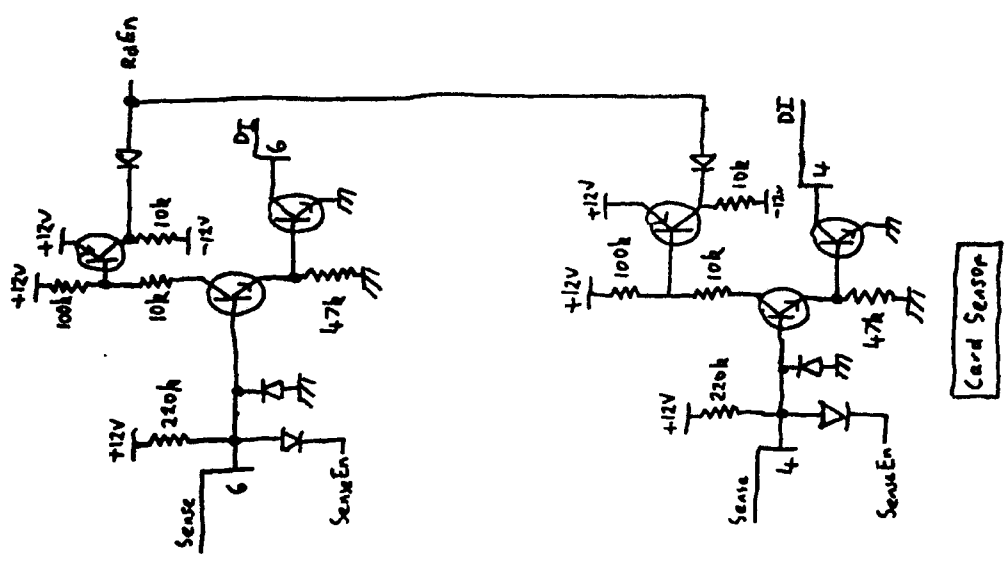 RdEn
+12V
+12V
100k
10k
10k
-12V
DI
6
47k
+12V
220k
Sense
6
SenseEn
+12V
+12V
100k
10k
10k
-12V
DI
4
47k
+12V
220k
Sense
4
SenseEn
Card Sensor